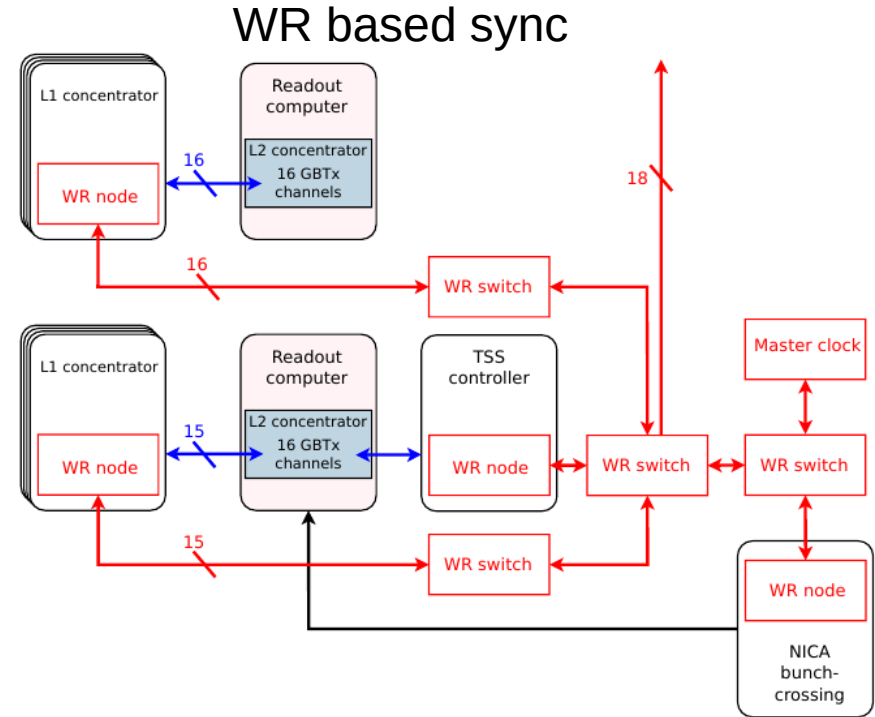 WR based sync
L1 concentrator
WR node
16
Readout
computer
L2 concentrator
16 GBTx
channels
18
16
WR switch
L1 concentrator
WR node
15
Readout
computer
L2 concentrator
16 GBTx
channels
TSS
controller
WR node
WR switch
Master clock
WR switch
15
WR switch
WR node
NICA
bunch-
crossing